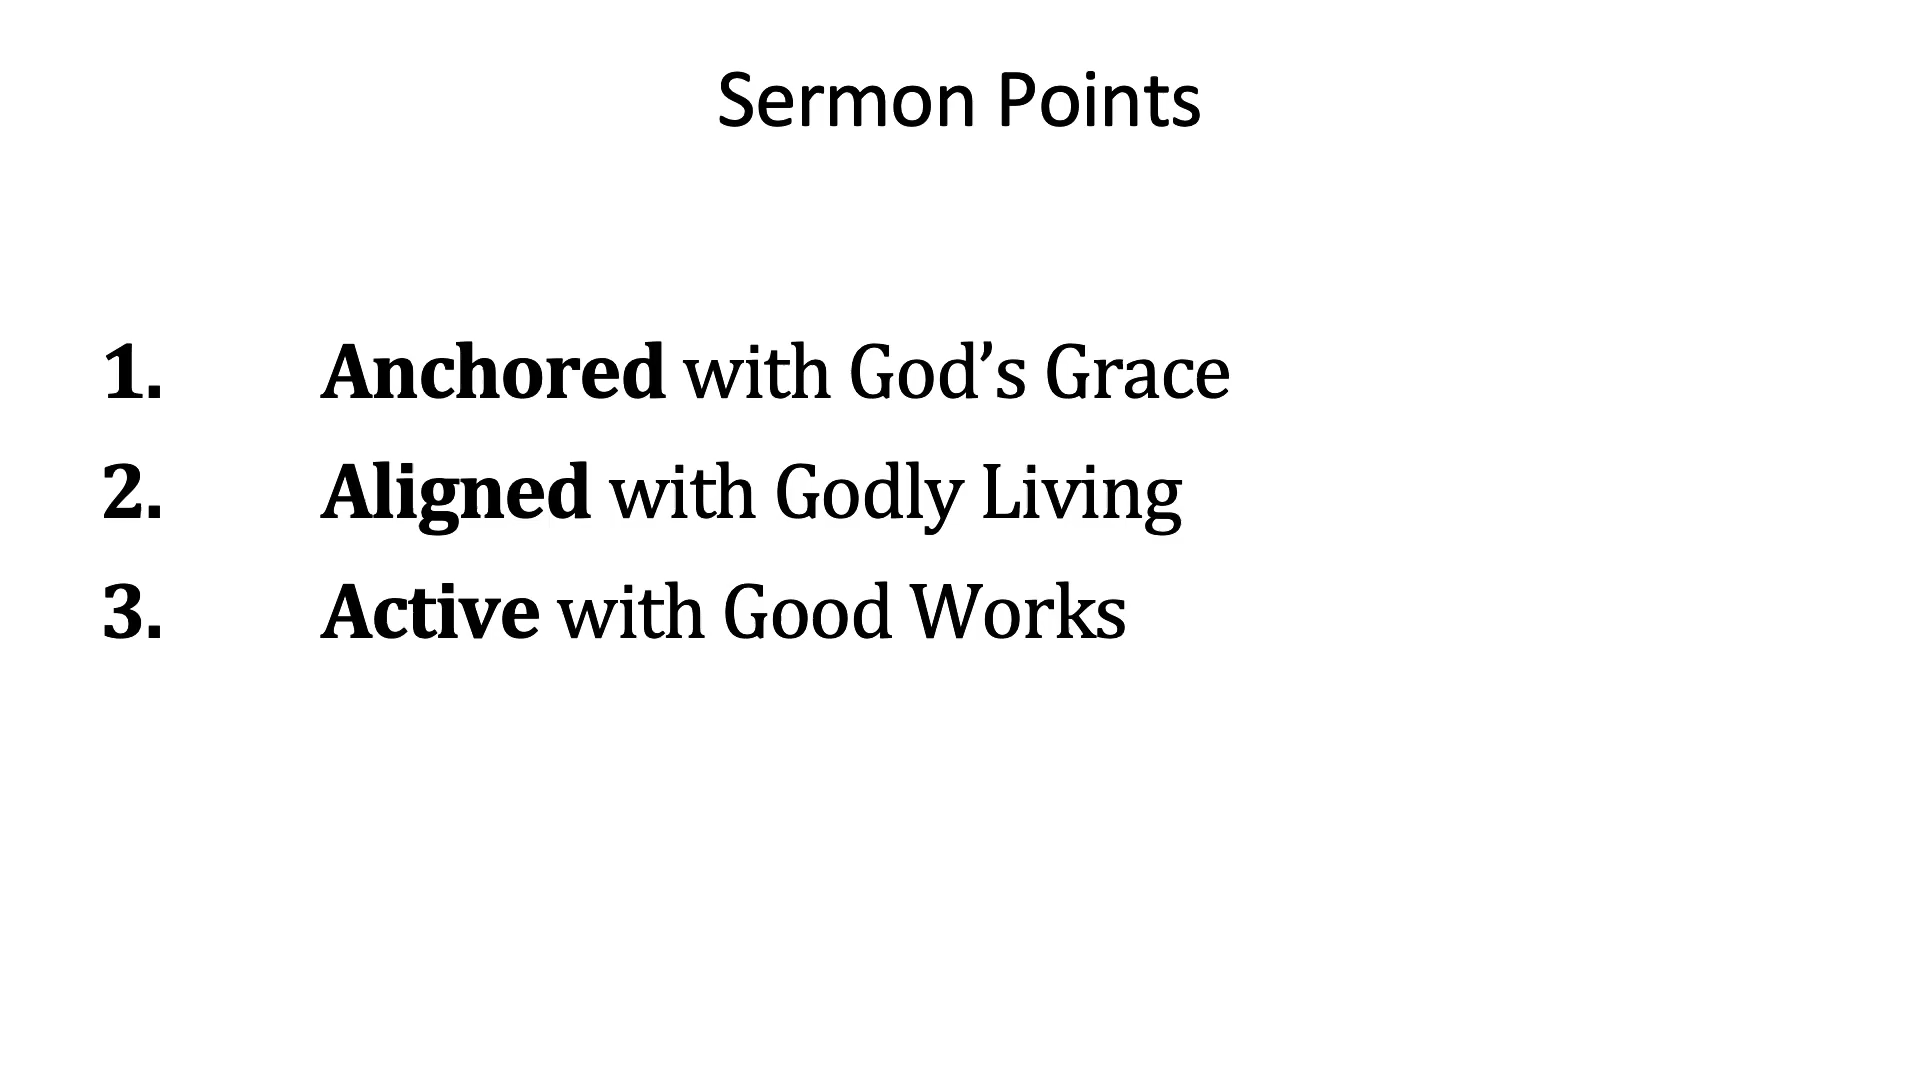 Sermon Points
1. Anchored with God’s Grace
2. Aligned with Godly Living
3. Active with Good Works